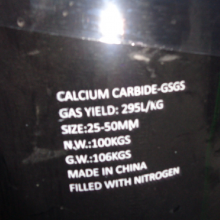 CALCIUM CARBIDE-GSGS
GAS YIELD: 295L/KG
SIZE:25-50MM
N.W.:100KGS
G.W.:106KGS
MADE IN CHINA
FILLED WITH NITROGEN